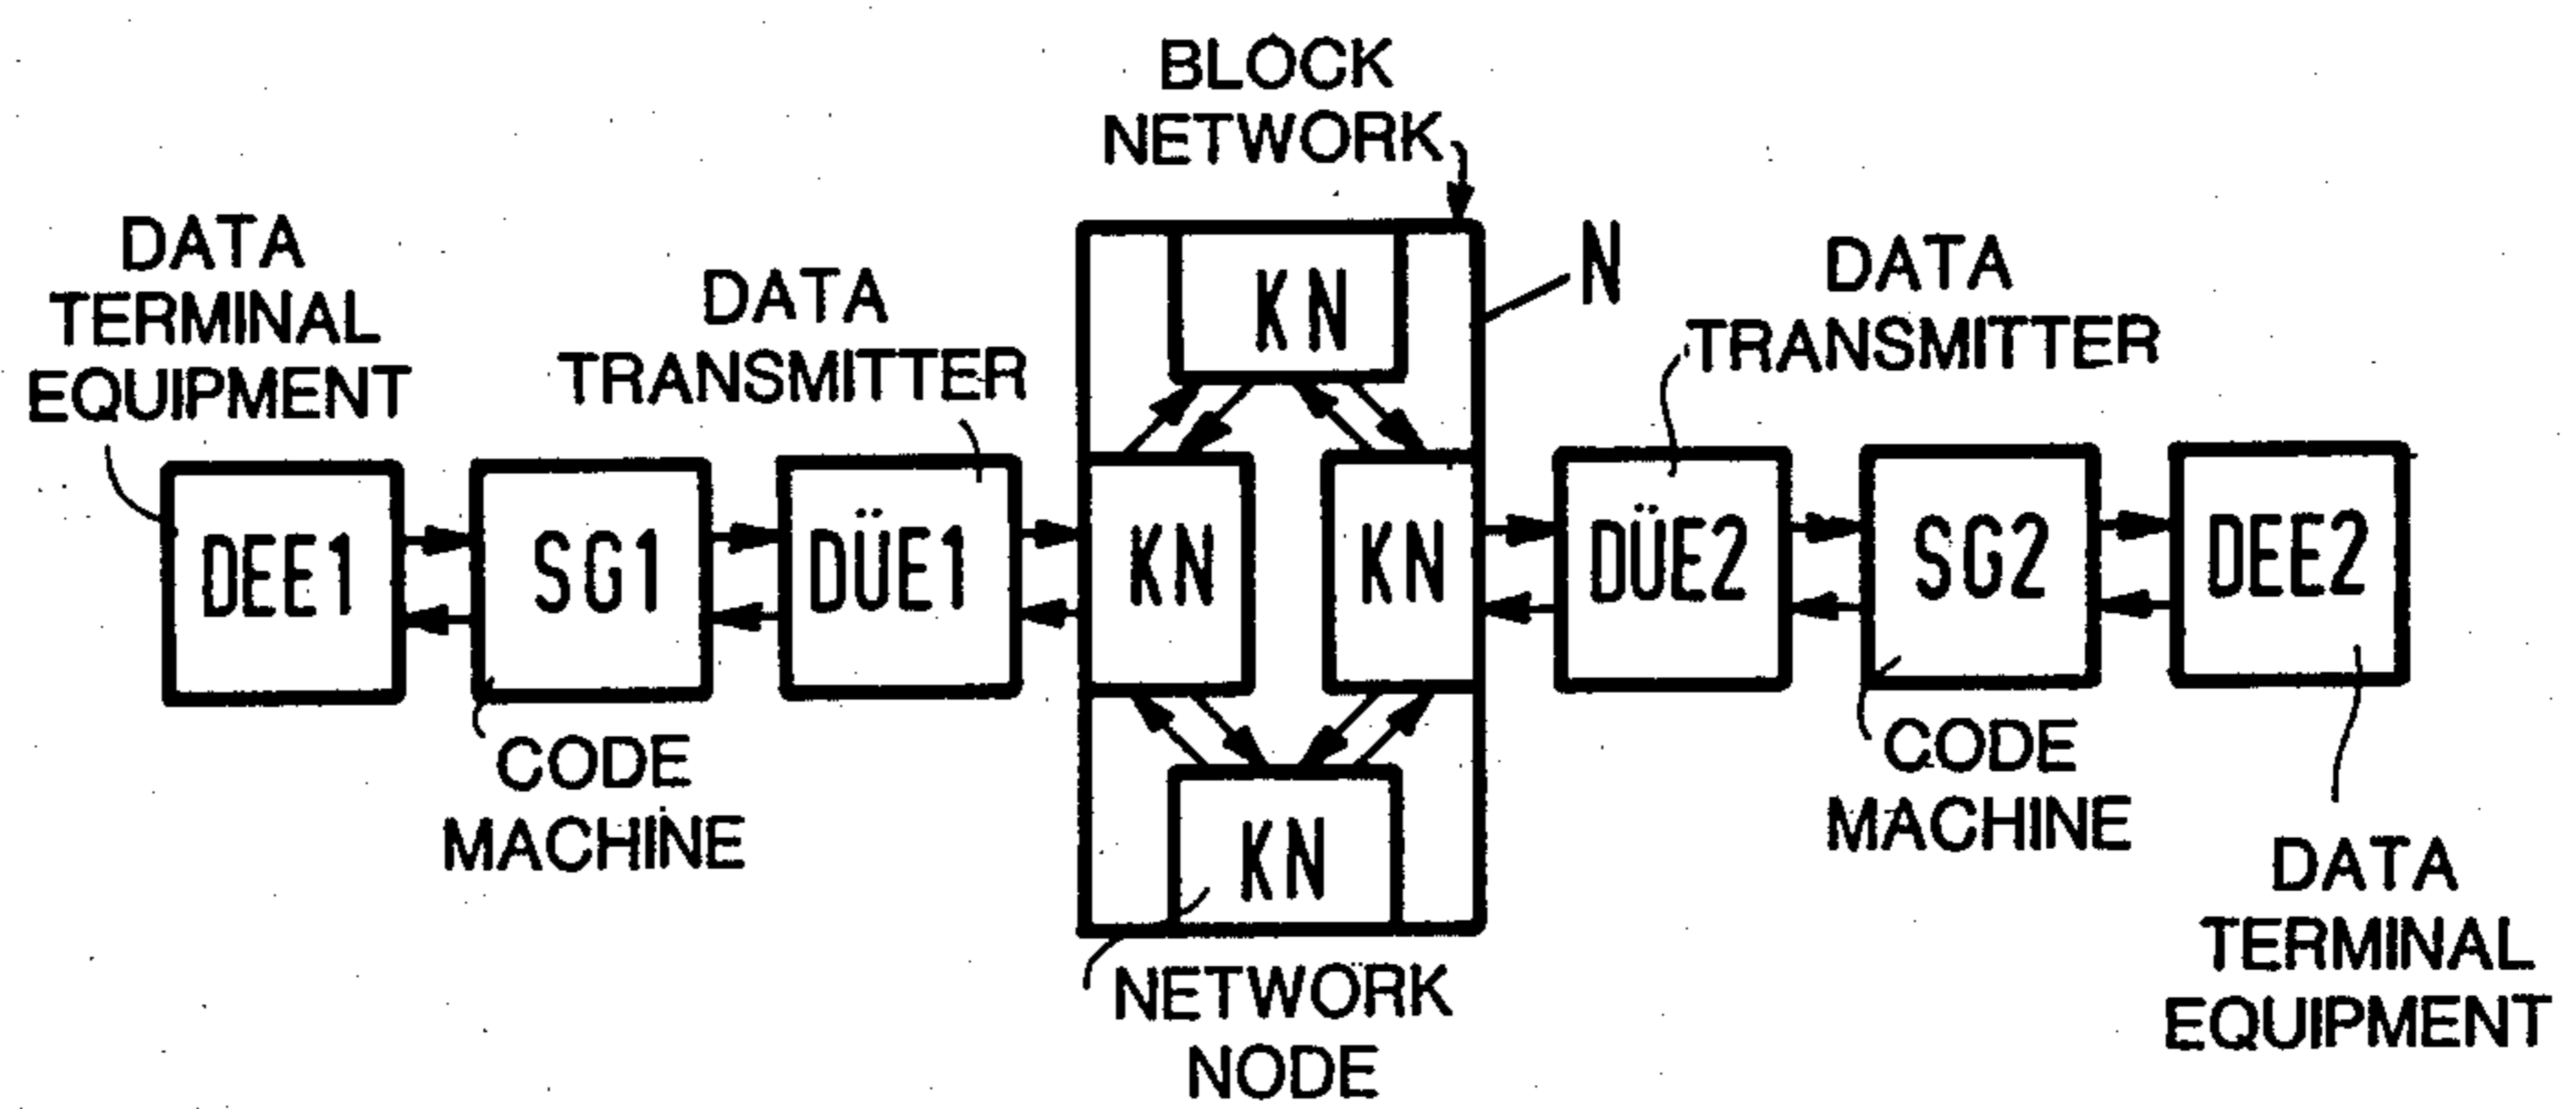 BLOCK
NETWORK
N
DATA
TERMINAL
EQUIPMENT
DATA
TRANSMITTER
DATA
TRANSMITTER
KN
DEE1
SG1
DÜE1
KN
KN
DÜE2
SG2
DEE2
CODE
MACHINE
KN
NETWORK
NODE
CODE
MACHINE
DATA
TERMINAL
EQUIPMENT